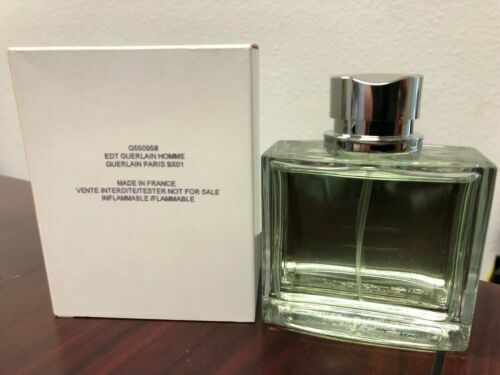 G550958
EDT GUERLAIN HOMME
GUERLAIN PARIS 9X01
MADE IN FRANCE
VENTE INTERDITE/TESTER NOT FOR SALE
INFLAMMABLE /FLAMMABLE